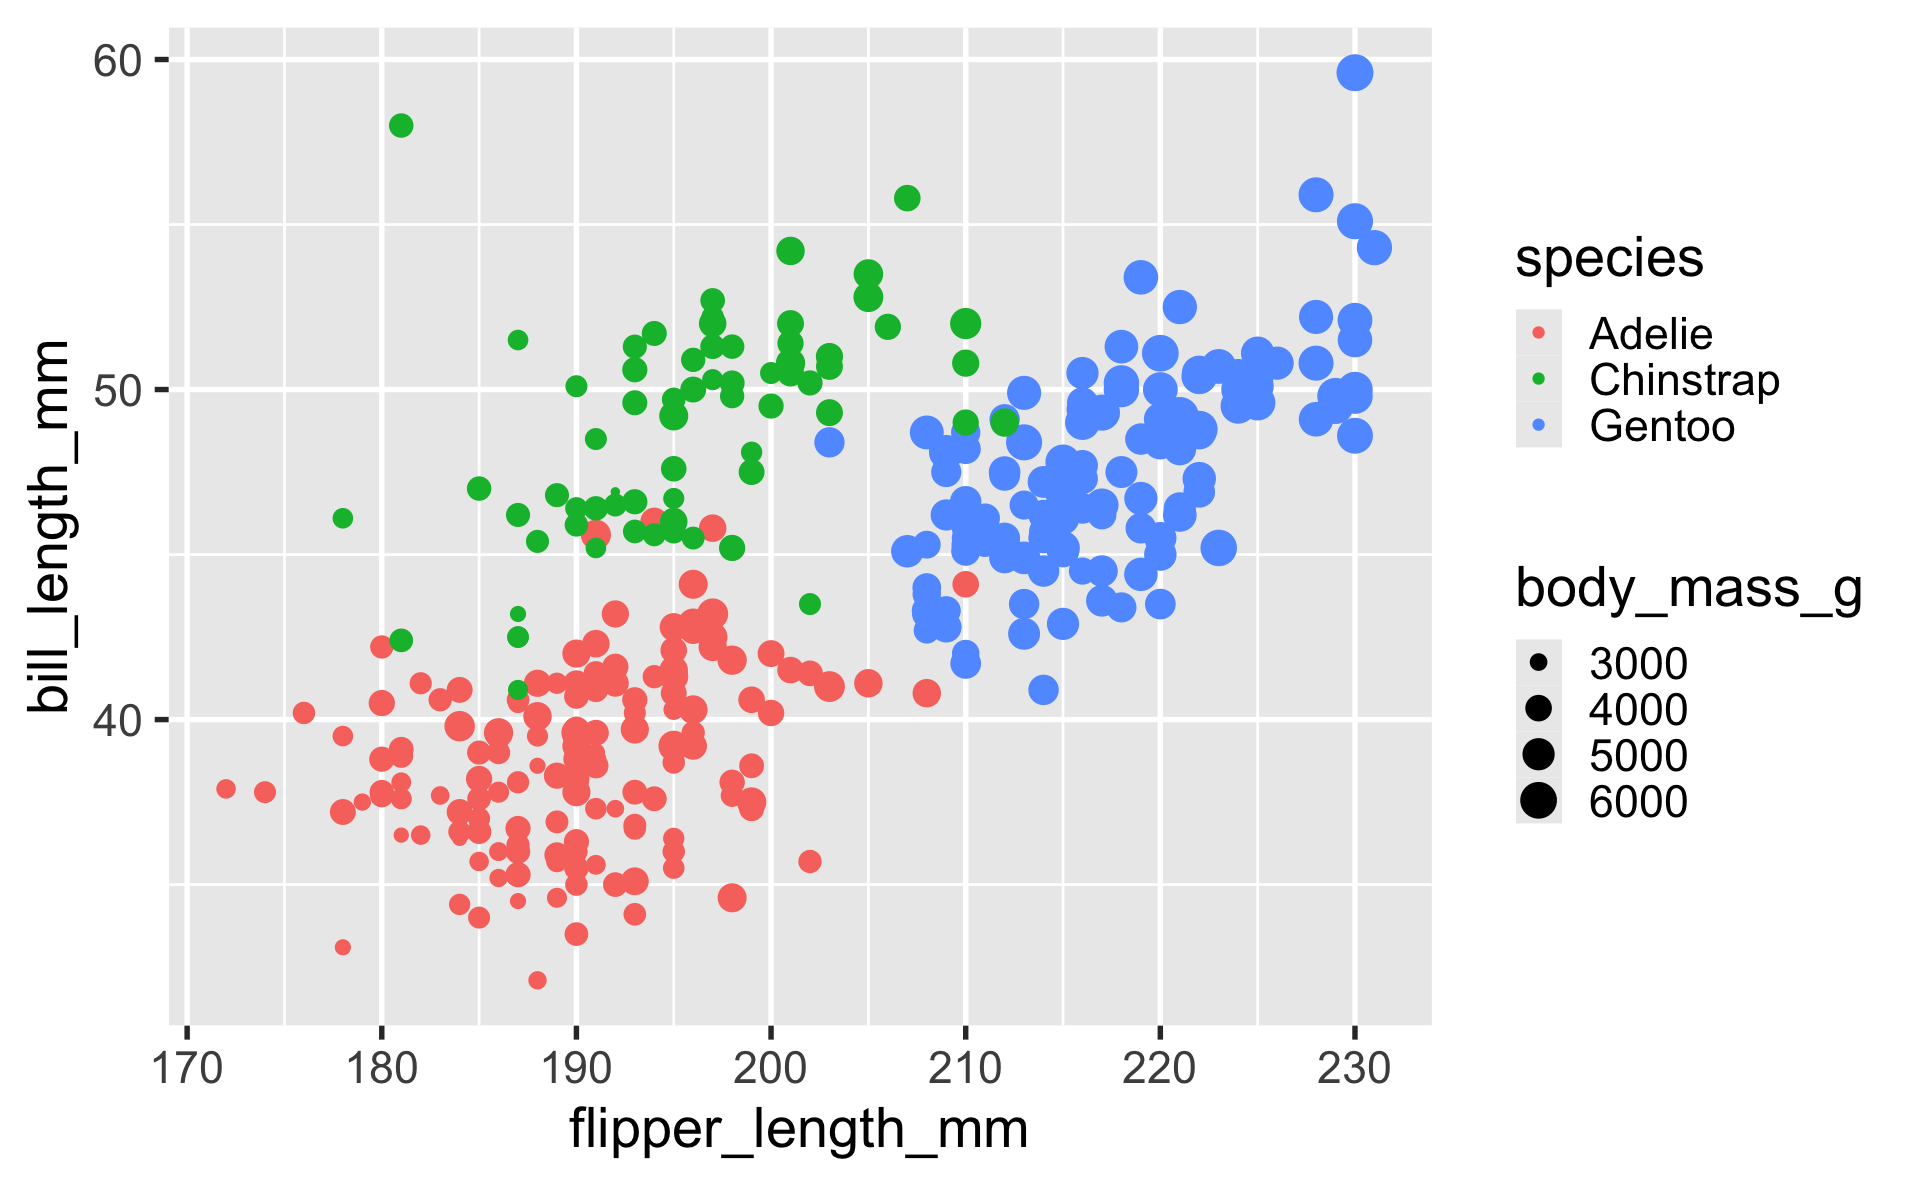 60
50
40
170 180 190 200 210 220 230
flipper_length_mm
bill_length_mm
species
Adelie
Chinstrap
Gentoo
body_mass_g
3000
4000
5000
6000